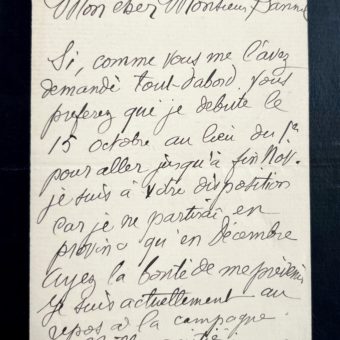 Mon cher Monsieur
Si, comme vous me l'avez
demandé tout d'abord vous
preferez que je debute le
15 octobre au lieu du 1er
pour aller jusqu'à fin Nov.
je suis à votre disposition
car je ne partirai en
province qu'en Décembre
Ayez la bonté de me prévenir
je suis actuellement au
repos à la campagne